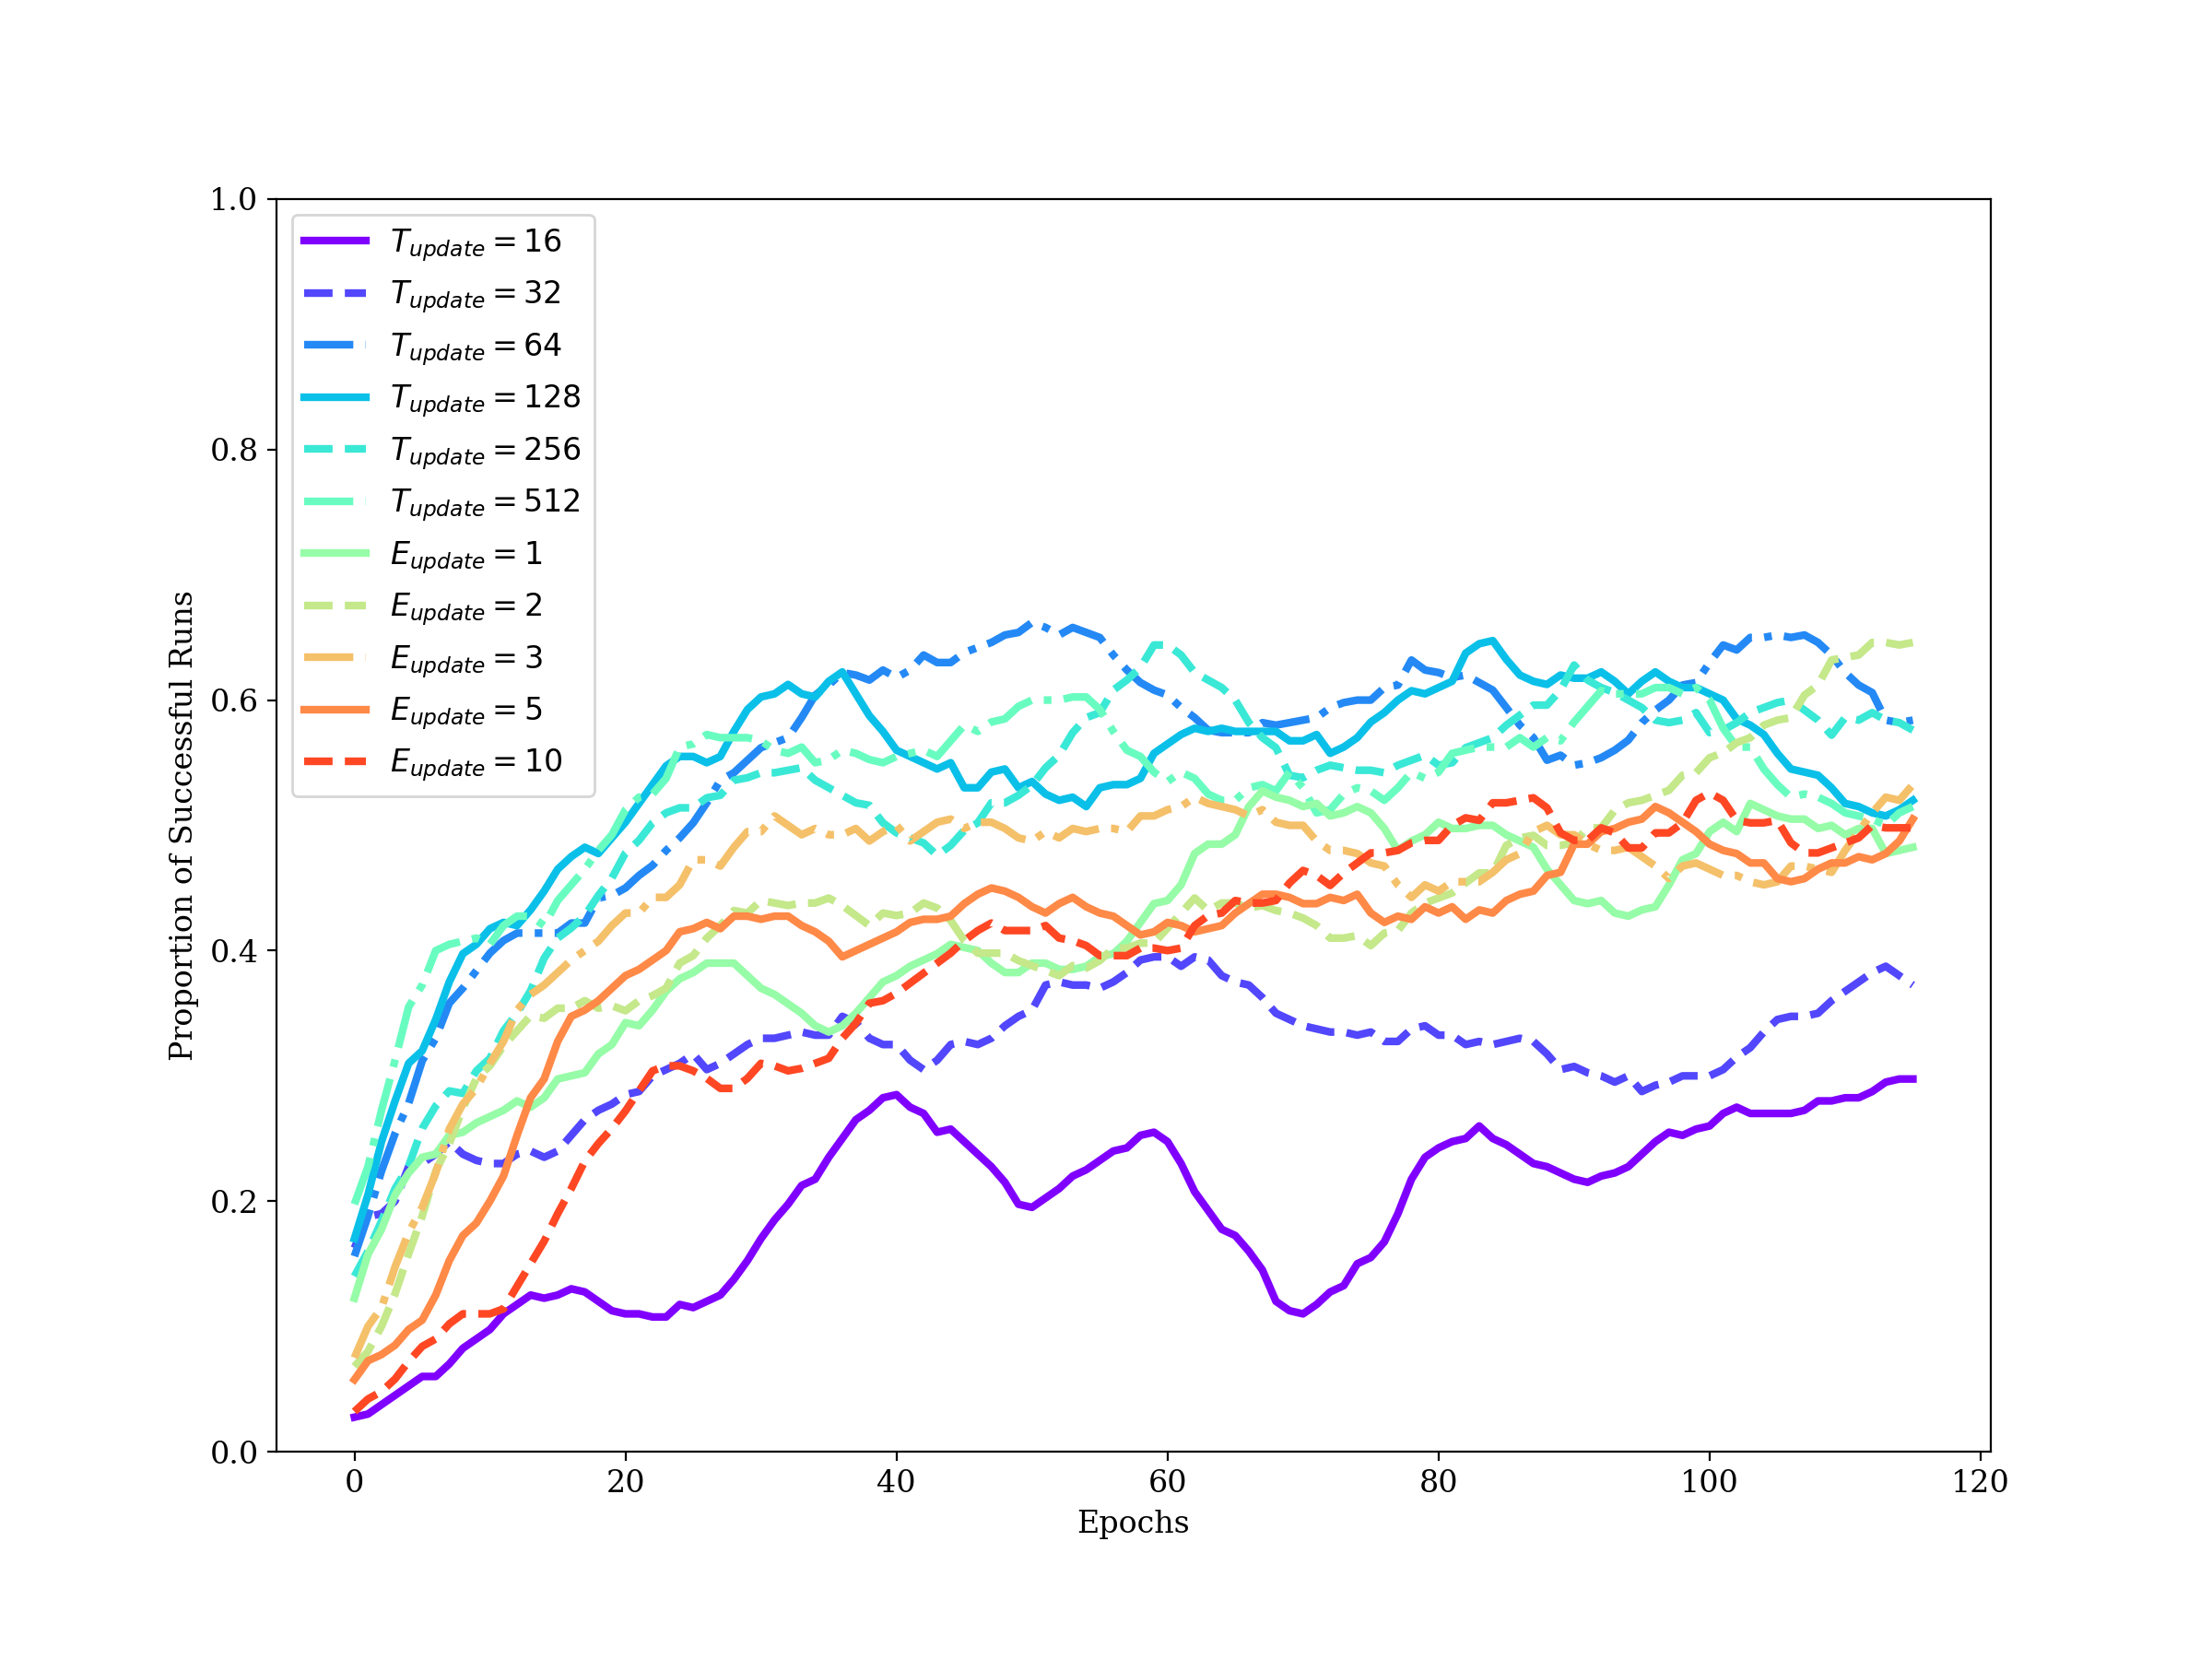 1.0
0.8
0.6
0.4
0.2
0.0
Proportion of Successful Runs
T_update = 16
T_update = 32
T_update = 64
T_update = 128
T_update = 256
T_update = 512
E_update = 1
E_update = 2
E_update = 3
E_update = 5
E_update = 10
0 20 40 60 80 100 120
Epochs